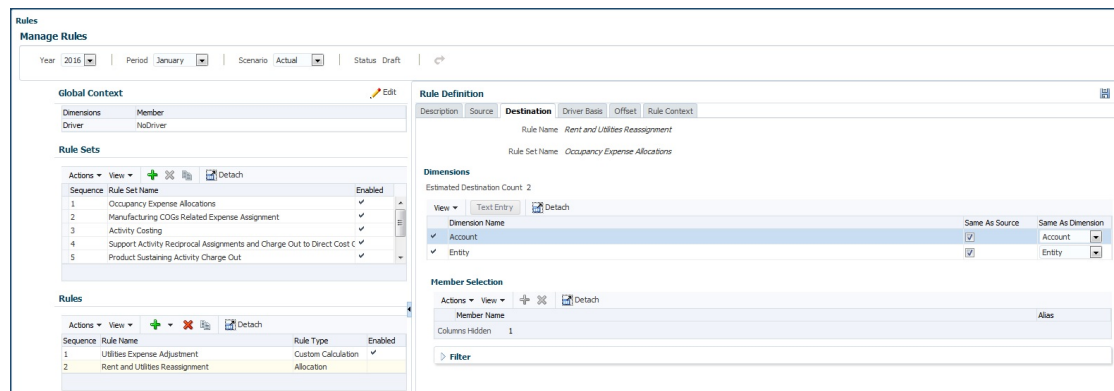 Rules
Manage Rules
Year 2016 Period January Scenario Actual Status Draft
Global Context Edit
Dimensions Member
Driver NoDriver
Rule Sets
Actions View Detach
Sequence Rule Set Name Enabled
1 Occupancy Expense Allocations
2 Manufacturing COGs Related Expense Assignment
3 Activity Costing
4 Support Activity Reciprocal Assignments and Charge Out to Direct Cost C
5 Product Sustaining Activity Charge Out
Rules
Actions View Detach
Sequence Rule Name Rule Type Enabled
1 Utilities Expense Adjustment Custom Calculation
2 Rent and Utilities Reassignment Allocation
Rule Definition
Description Source Destination Driver Basis Offset Rule Context
Rule Name Rent and Utilities Reassignment
Rule Set Name Occupancy Expense Allocations
Dimensions
Estimated Destination Count 2
View Text Entry Detach
Dimension Name Same As Source Same As Dimension
Account Account
Entity Entity
Member Selection
Actions View Detach
Member Name Alias
Columns Hidden 1
Filter